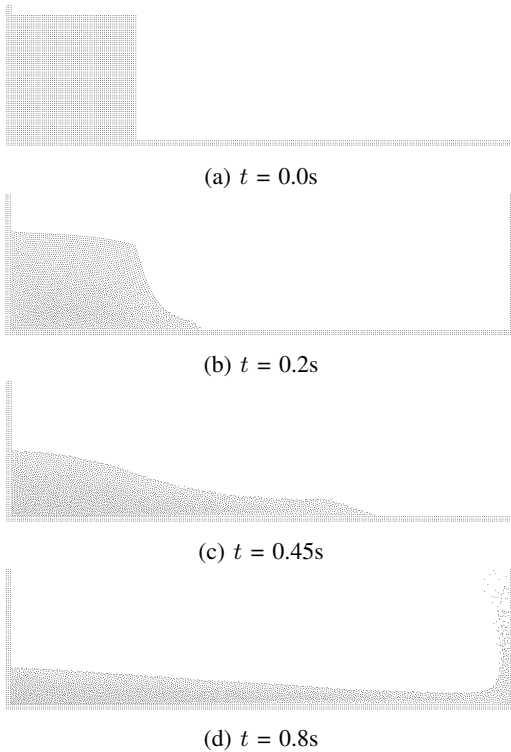 (a) t = 0.0s
(b) t = 0.2s
(c) t = 0.45s
(d) t = 0.8s